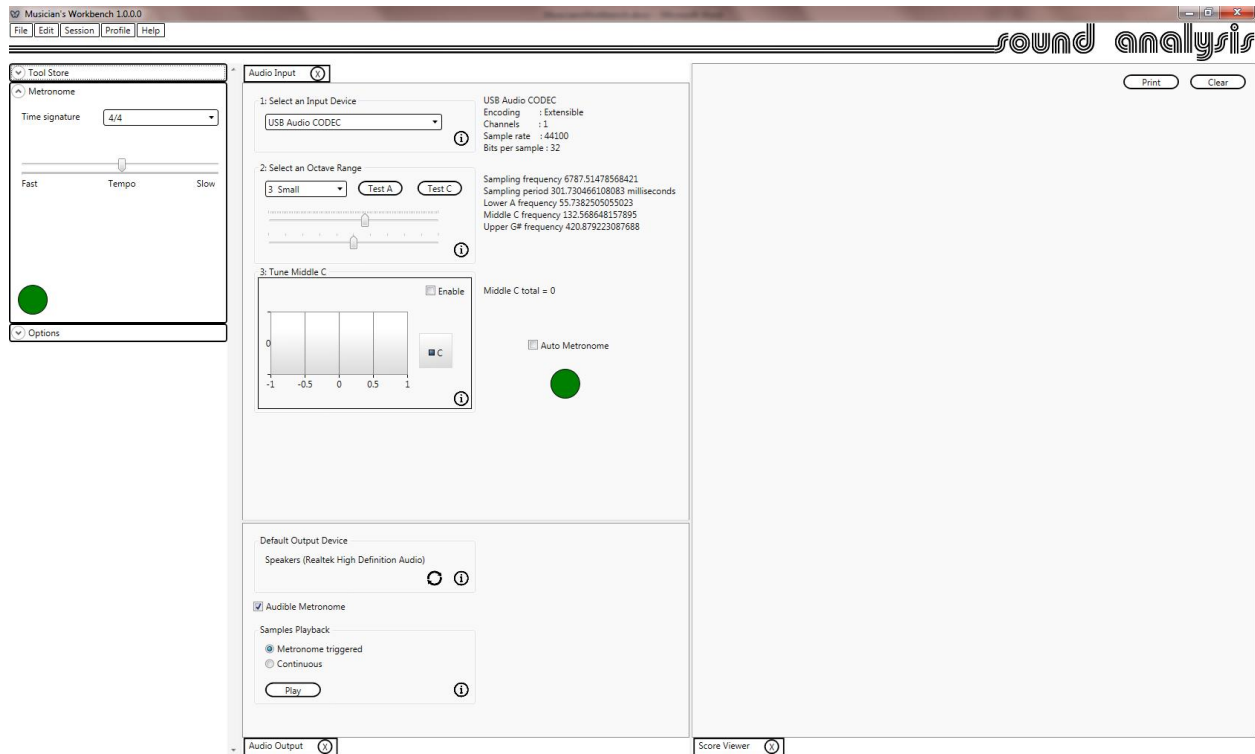 Musician's Workbench 1.0.0.0
File Edit Session Profile Help
sound analysis
Tool Store
Metronome
Time signature 4/4
Fast Tempo Slow
Options
Audio Input X
1: Select an Input Device
USB Audio CODEC
i
USB Audio CODEC
Encoding : Extensible
Channels : 1
Sample rate : 44100
Bits per sample : 32
2: Select an Octave Range
3 Small Test A Test C
i
Sampling frequency 6787.51478568421
Sampling period 301.730466108083 milliseconds
Lower A frequency 55.7382505055023
Middle C frequency 132.568648157895
Upper G# frequency 420.879223087688
3: Tune Middle C
Enable
0
C
-1 -0.5 0 0.5 1
i
Middle C total = 0
Auto Metronome
Default Output Device
Speakers (Realtek High Definition Audio)
i
Audible Metronome
Samples Playback
Metronome triggered
Continuous
Play i
Audio Output X
Print Clear
Score Viewer X